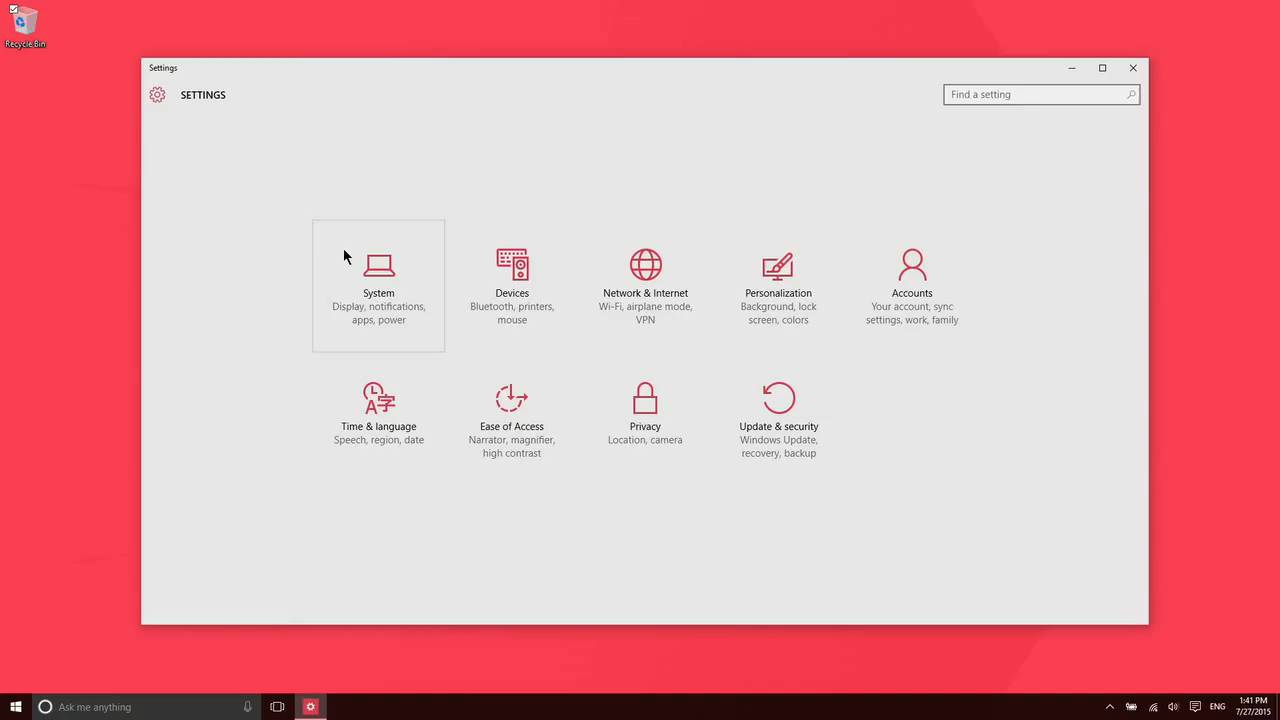 Recycle Bin
Settings
SETTINGS
Find a setting
System
Display, notifications,
apps, power
Devices
Bluetooth, printers,
mouse
Network & Internet
Wi-Fi, airplane mode,
VPN
Personalization
Background, lock
screen, colors
Accounts
Your account, sync
settings, work, family
A字
Time & language
Speech, region, date
Ease of Access
Narrator, magnifier,
high contrast
Privacy
Location, camera
Update & security
Windows Update,
recovery, backup
Ask me anything
ENG
1:41 PM
7/27/2015